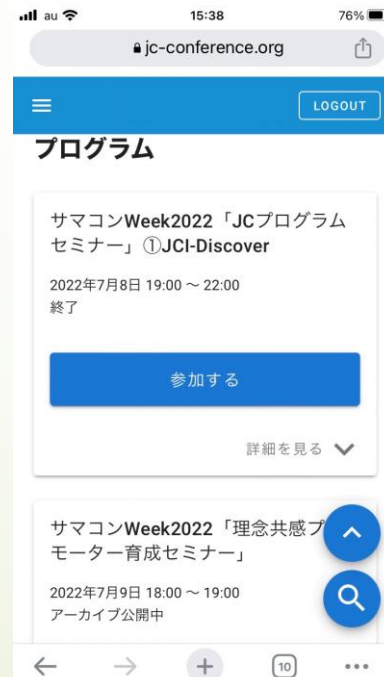 au 15:38 76%
jc-conference.org
LOGOUT
プログラム
サマコンWeek2022「JCプログラム
セミナー」①JCI-Discover
2022年7月8日 19:00 ～ 22:00
終了
参加する
詳細を見る
サマコンWeek2022「理念共感プ
モーター育成セミナー」
2022年7月9日 18:00 ～ 19:00
アーカイブ公開中
10